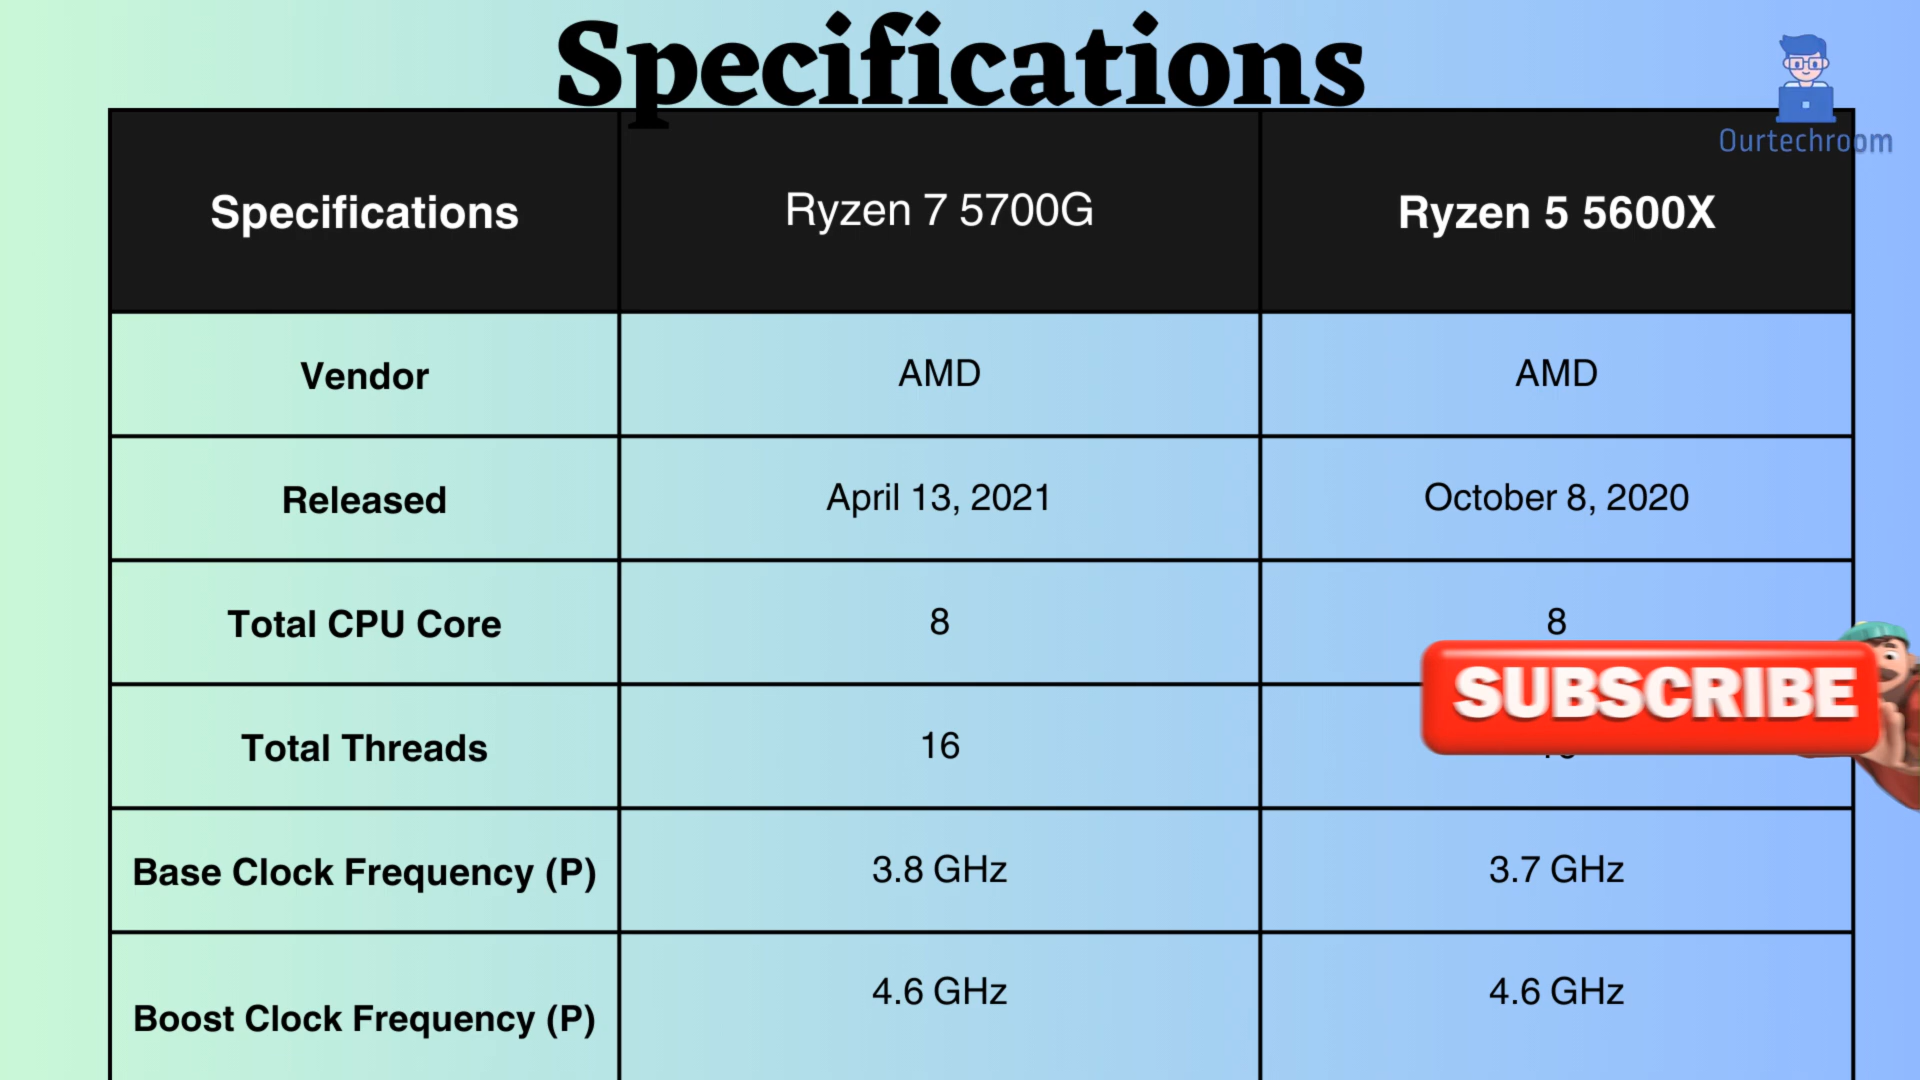 Specifications
Ourtechroom
Specifications Ryzen 7 5700G Ryzen 5 5600X
Vendor AMD AMD
Released April 13, 2021 October 8, 2020
Total CPU Core 8 8
SUBSCRIBE
Total Threads 16
Base Clock Frequency (P) 3.8 GHz 3.7 GHz
Boost Clock Frequency (P) 4.6 GHz 4.6 GHz